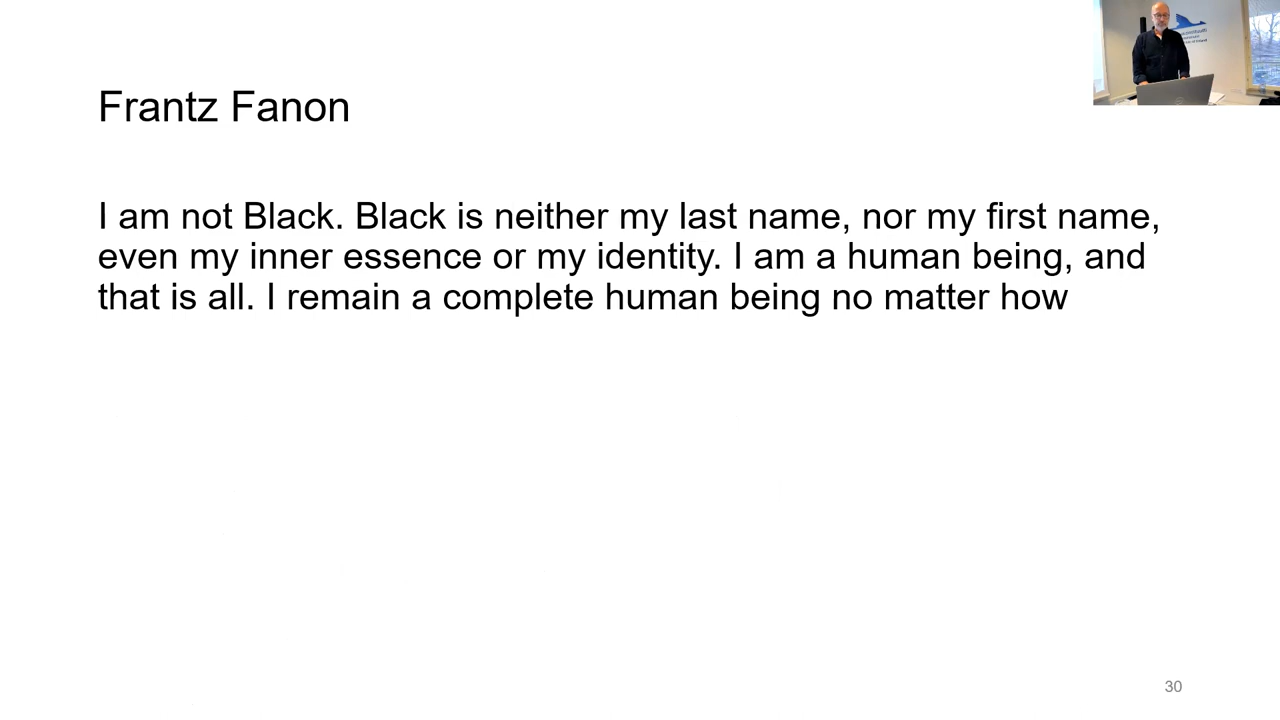 Frantz Fanon
I am not Black. Black is neither my last name, nor my first name,
even my inner essence or my identity. I am a human being, and
that is all. I remain a complete human being no matter how
30